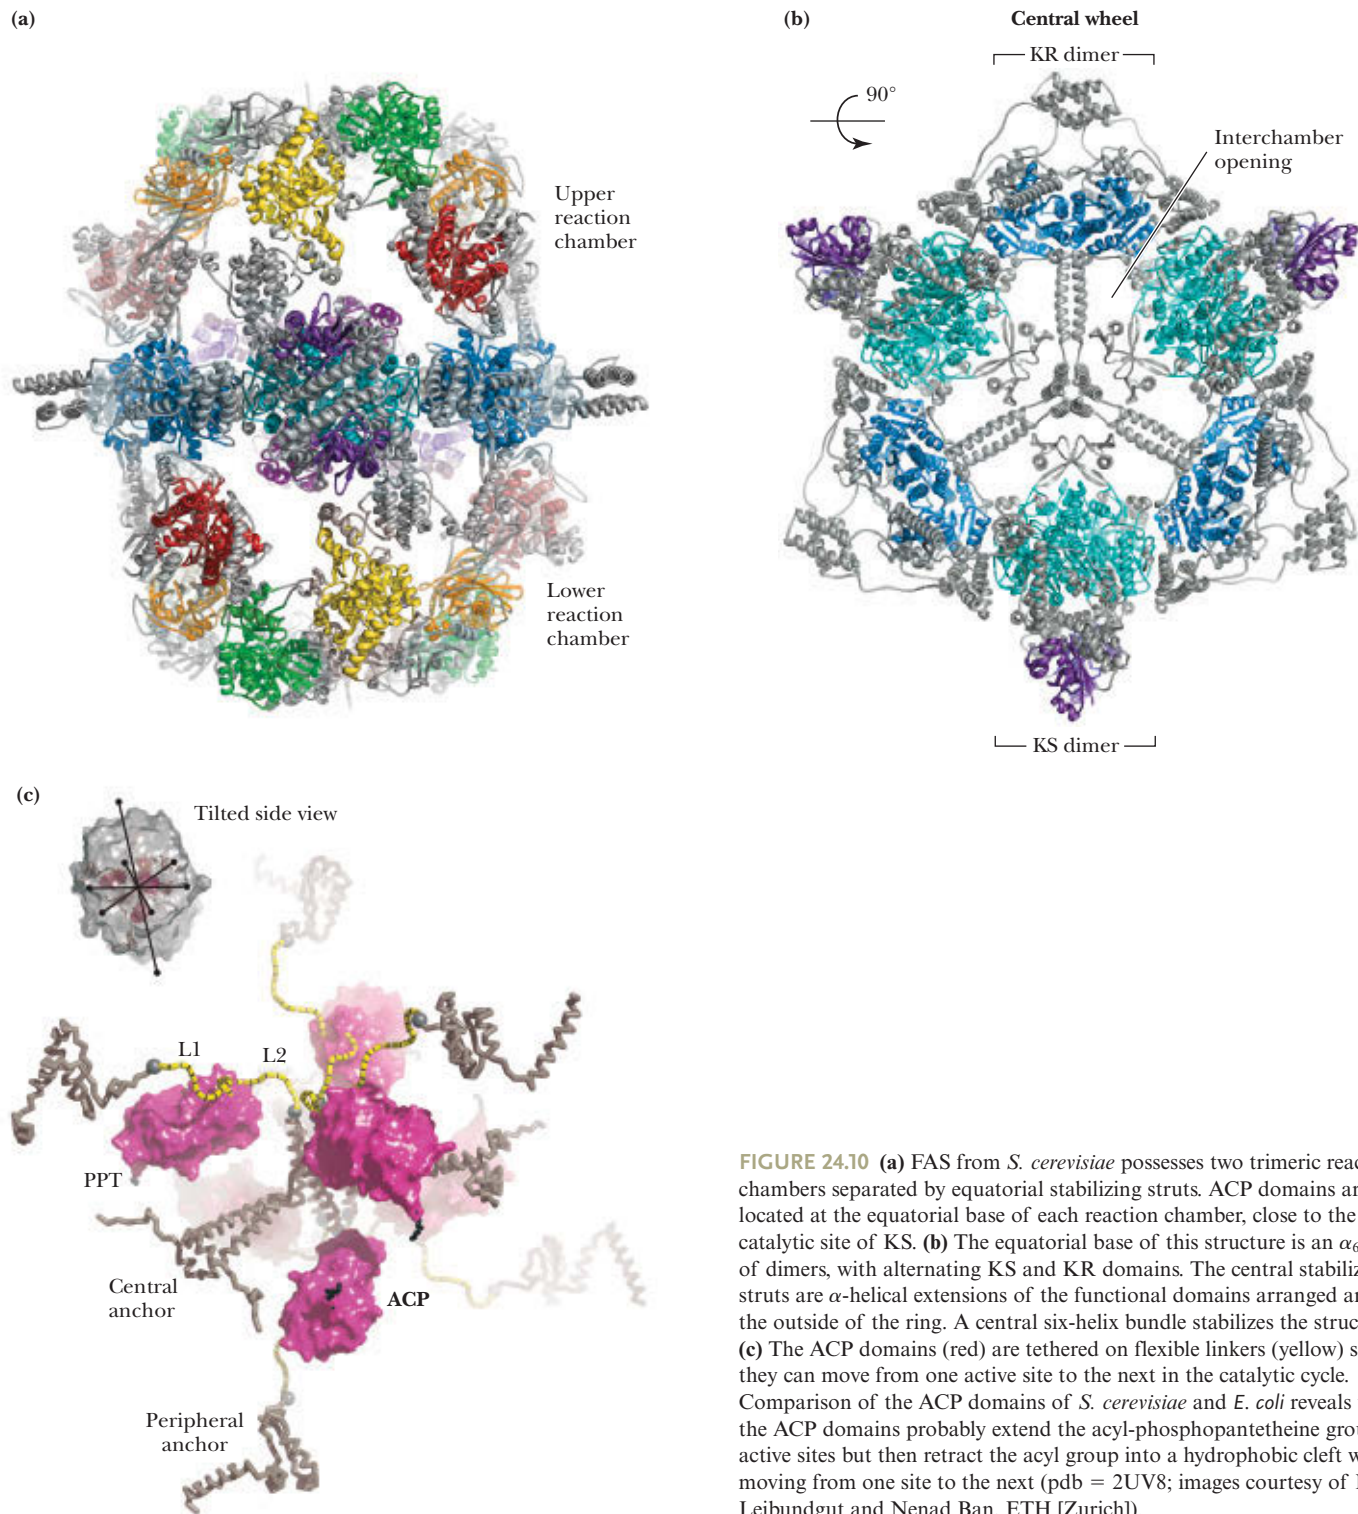 (a)
Upper
reaction
chamber
Lower
reaction
chamber
(b)
Central wheel
KR dimer
90°
Interchamber
opening
KS dimer
(c)
Tilted side view
L1
L2
PPT
Central
anchor
ACP
Peripheral
anchor
FIGURE 24.10 (a) FAS from S. cerevisiae possesses two trimeric
chambers separated by equatorial stabilizing struts. ACP domains
located at the equatorial base of each reaction chamber, close to the
catalytic site of KS. (b) The equatorial base of this structure is an α6
of dimers, with alternating KS and KR domains. The central
struts are α-helical extensions of the functional domains arranged
the outside of the ring. A central six-helix bundle stabilizes the
(c) The ACP domains (red) are tethered on flexible linkers (yellow)
they can move from one active site to the next in the catalytic cycle.
Comparison of the ACP domains of S. cerevisiae and E. coli reveals
the ACP domains probably extend the acyl-phosphopantetheine
active sites but then retract the acyl group into a hydrophobic cleft
moving from one site to the next (pdb = 2UV8; images courtesy of
Leibundgut and Nenad Ban, ETH [Zurich])